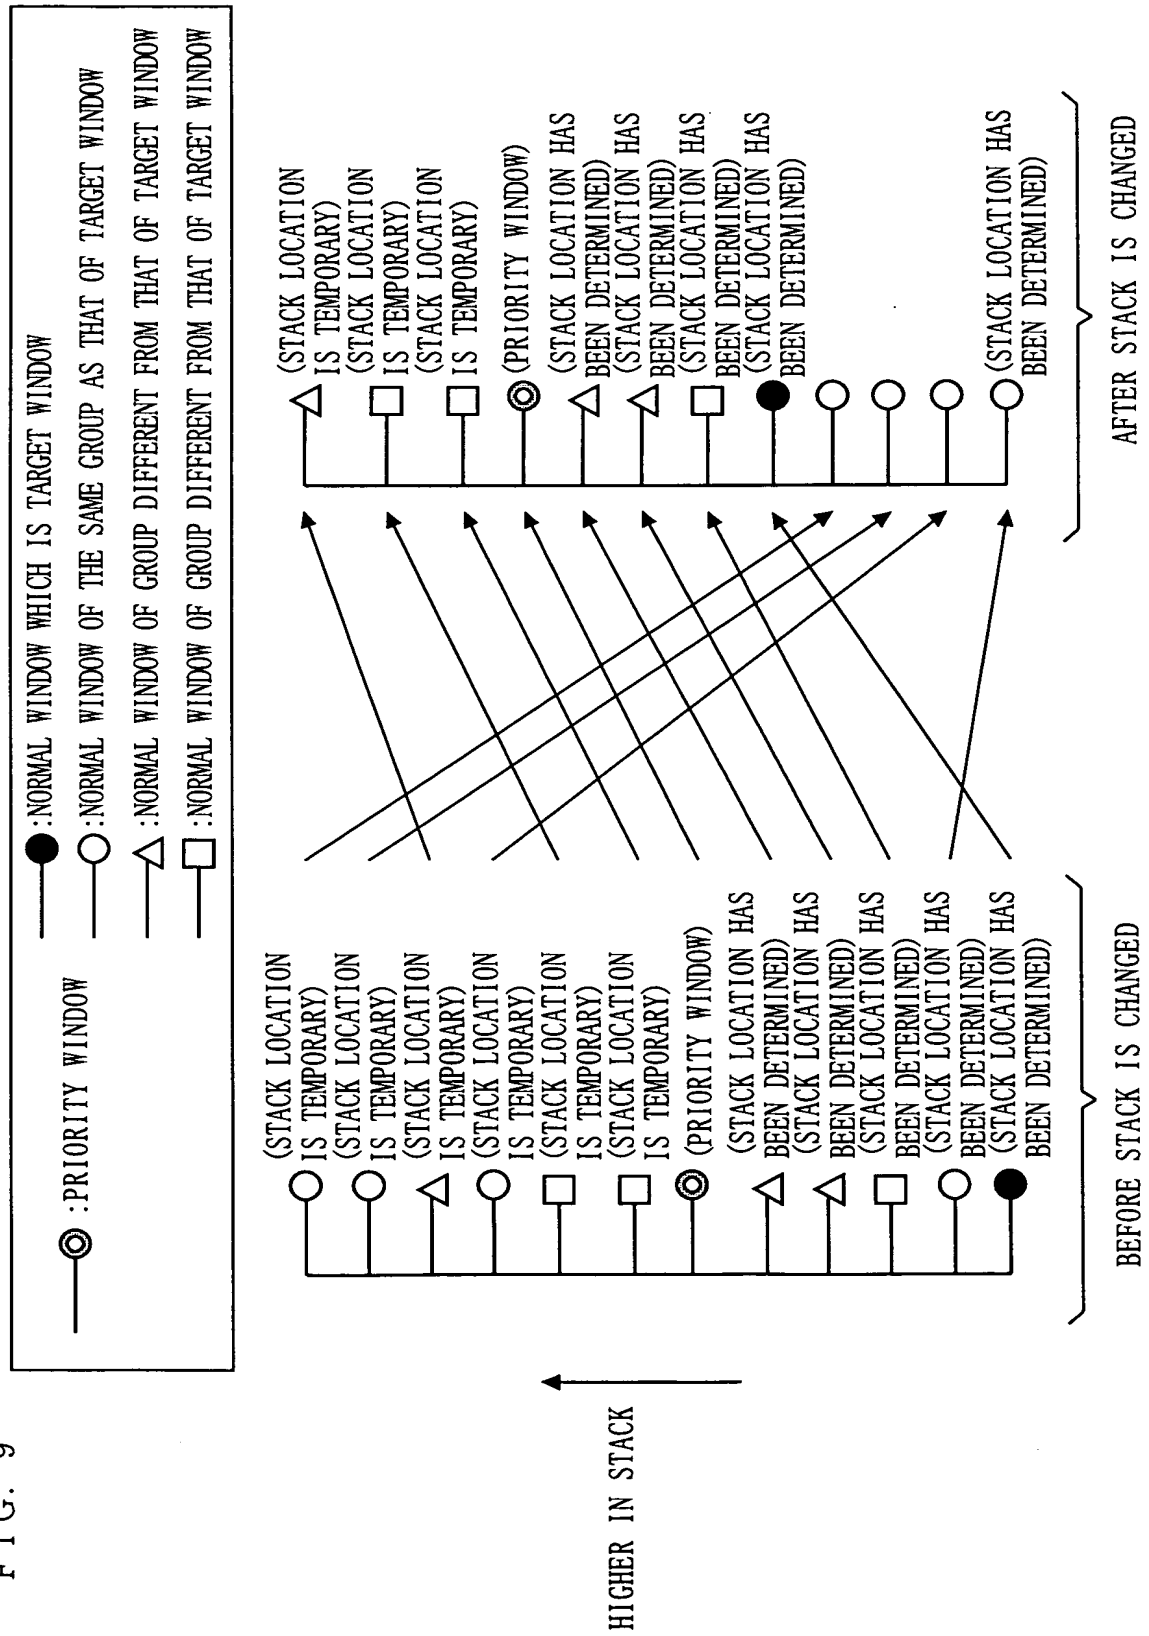 FIG. 9
:PRIORITY WINDOW
:NORMAL WINDOW WHICH IS TARGET WINDOW
:NORMAL WINDOW OF THE SAME GROUP AS THAT OF TARGET WINDOW
:NORMAL WINDOW OF GROUP DIFFERENT FROM THAT OF TARGET WINDOW
:NORMAL WINDOW OF GROUP DIFFERENT FROM THAT OF TARGET WINDOW
HIGHER IN STACK
(STACK LOCATION
IS TEMPORARY)
(STACK LOCATION
IS TEMPORARY)
(STACK LOCATION
IS TEMPORARY)
(STACK LOCATION
IS TEMPORARY)
(STACK LOCATION
IS TEMPORARY)
(STACK LOCATION
IS TEMPORARY)
(PRIORITY WINDOW)
(STACK LOCATION HAS
BEEN DETERMINED)
(STACK LOCATION HAS
BEEN DETERMINED)
(STACK LOCATION HAS
BEEN DETERMINED)
(STACK LOCATION HAS
BEEN DETERMINED)
(STACK LOCATION HAS
BEEN DETERMINED)
BEFORE STACK IS CHANGED
(STACK LOCATION
IS TEMPORARY)
(STACK LOCATION
IS TEMPORARY)
(STACK LOCATION
IS TEMPORARY)
(PRIORITY WINDOW)
(STACK LOCATION HAS
BEEN DETERMINED)
(STACK LOCATION HAS
BEEN DETERMINED)
(STACK LOCATION HAS
BEEN DETERMINED)
(STACK LOCATION HAS
BEEN DETERMINED)
(STACK LOCATION HAS
BEEN DETERMINED)
AFTER STACK IS CHANGED